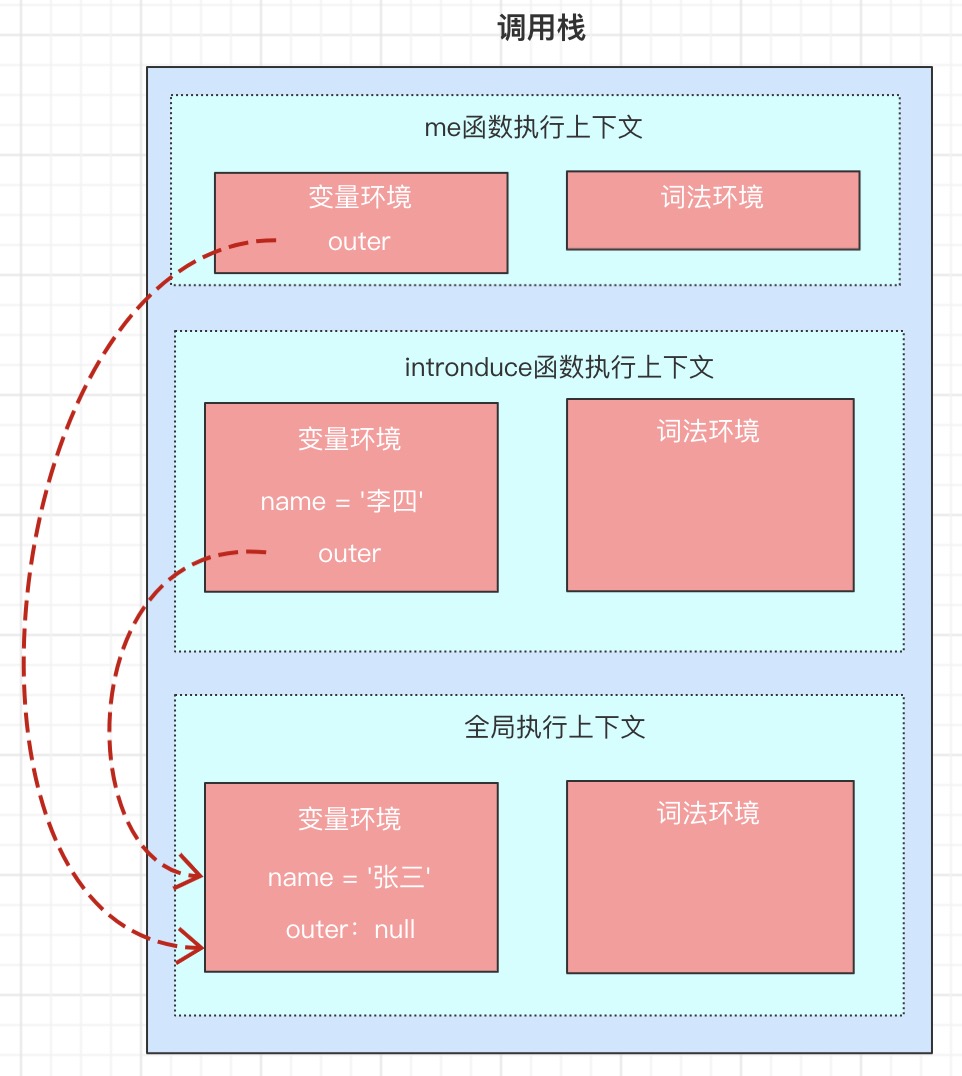 调用栈
me函数执行上下文
变量环境
词法环境
outer
intronduce函数执行上下文
变量环境
词法环境
name = '李四'
outer
全局执行上下文
变量环境
词法环境
name = '张三'
outer：null